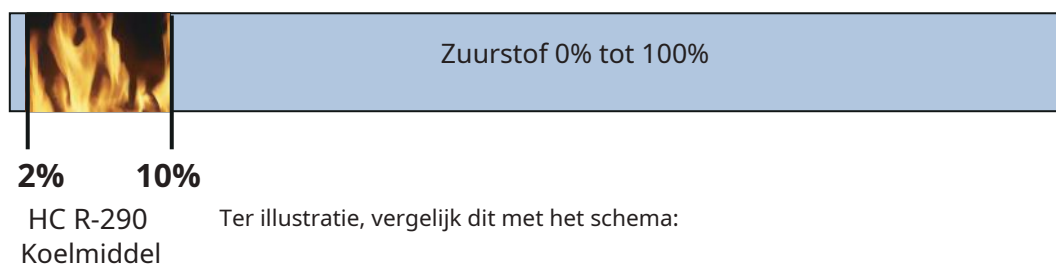 Zuurstof 0% tot 100%
2% 10%
HC R-290
Koelmiddel
Ter illustratie, vergelijk dit met het schema: